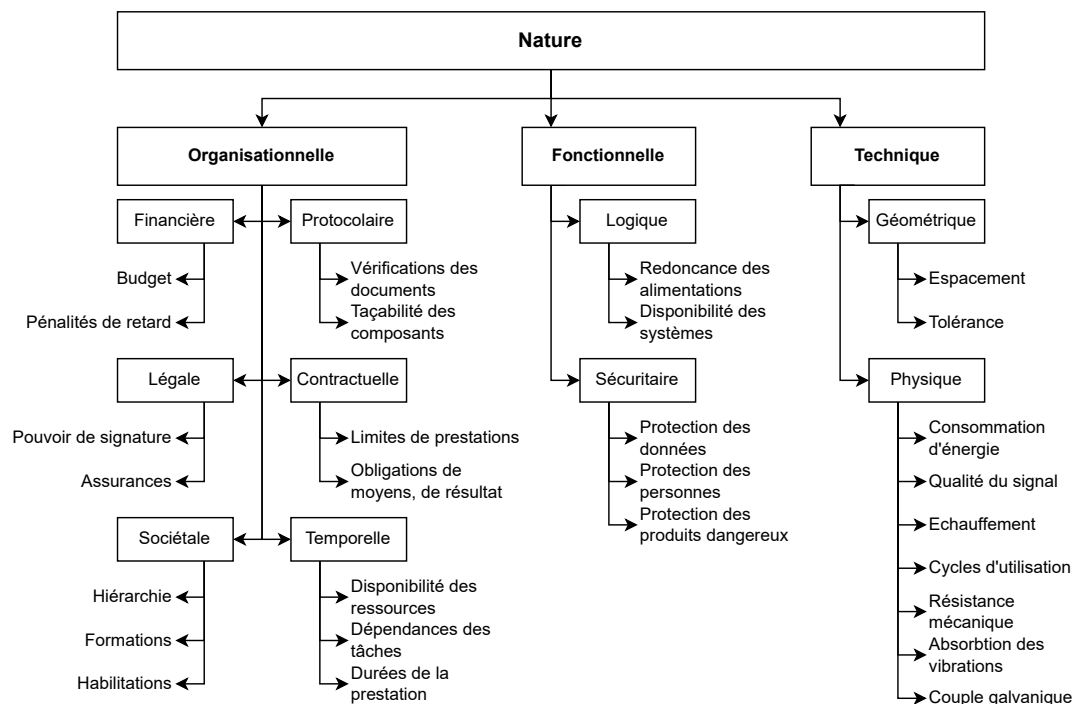 Nature
Organisationnelle
Fonctionnelle
Technique
Financière
Protocolaire
Logique
Géométrique
Budget
Pénalités de retard
Vérifications des
documents
Taçabilité des
composants
Redoncance des
alimentations
Disponibilité des
systèmes
Espacement
Tolérance
Légale
Contractuelle
Sécuritaire
Physique
Pouvoir de signature
Assurances
Limites de prestations
Obligations de
moyens, de résultat
Protection des
données
Protection des
personnes
Protection des
produits dangereux
Consommation
d'énergie
Qualité du signal
Echauffement
Cycles d'utilisation
Résistance
mécanique
Absorbtion des
vibrations
Couple galvanique
Sociétale
Temporelle
Hiérarchie
Formations
Habilitations
Disponibilité des
ressources
Dépendances des
tâches
Durées de la
prestation